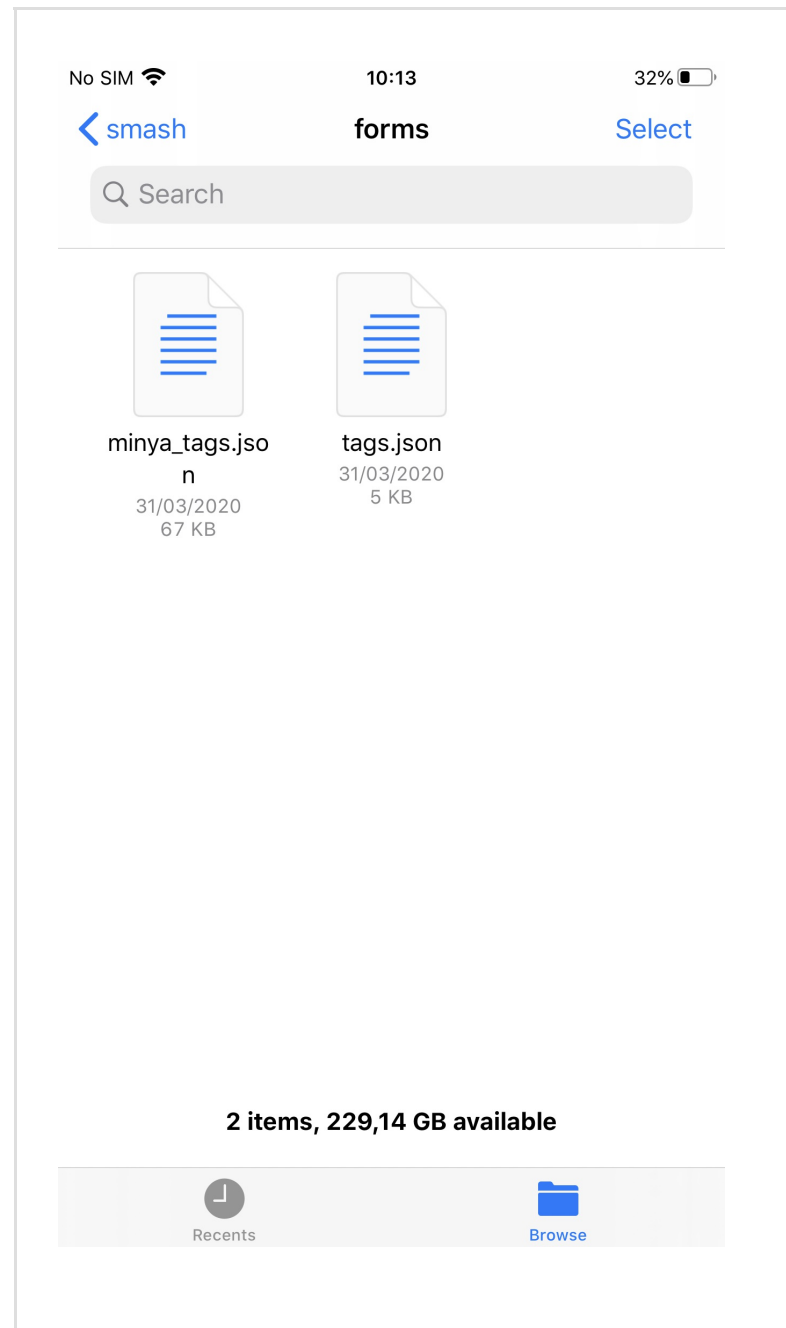 No SIM 10:13 32%
smash forms Select
Search
minya_tags.jso
n
31/03/2020
67 KB
tags.json
31/03/2020
5 KB
2 items, 229,14 GB available
Recents Browse